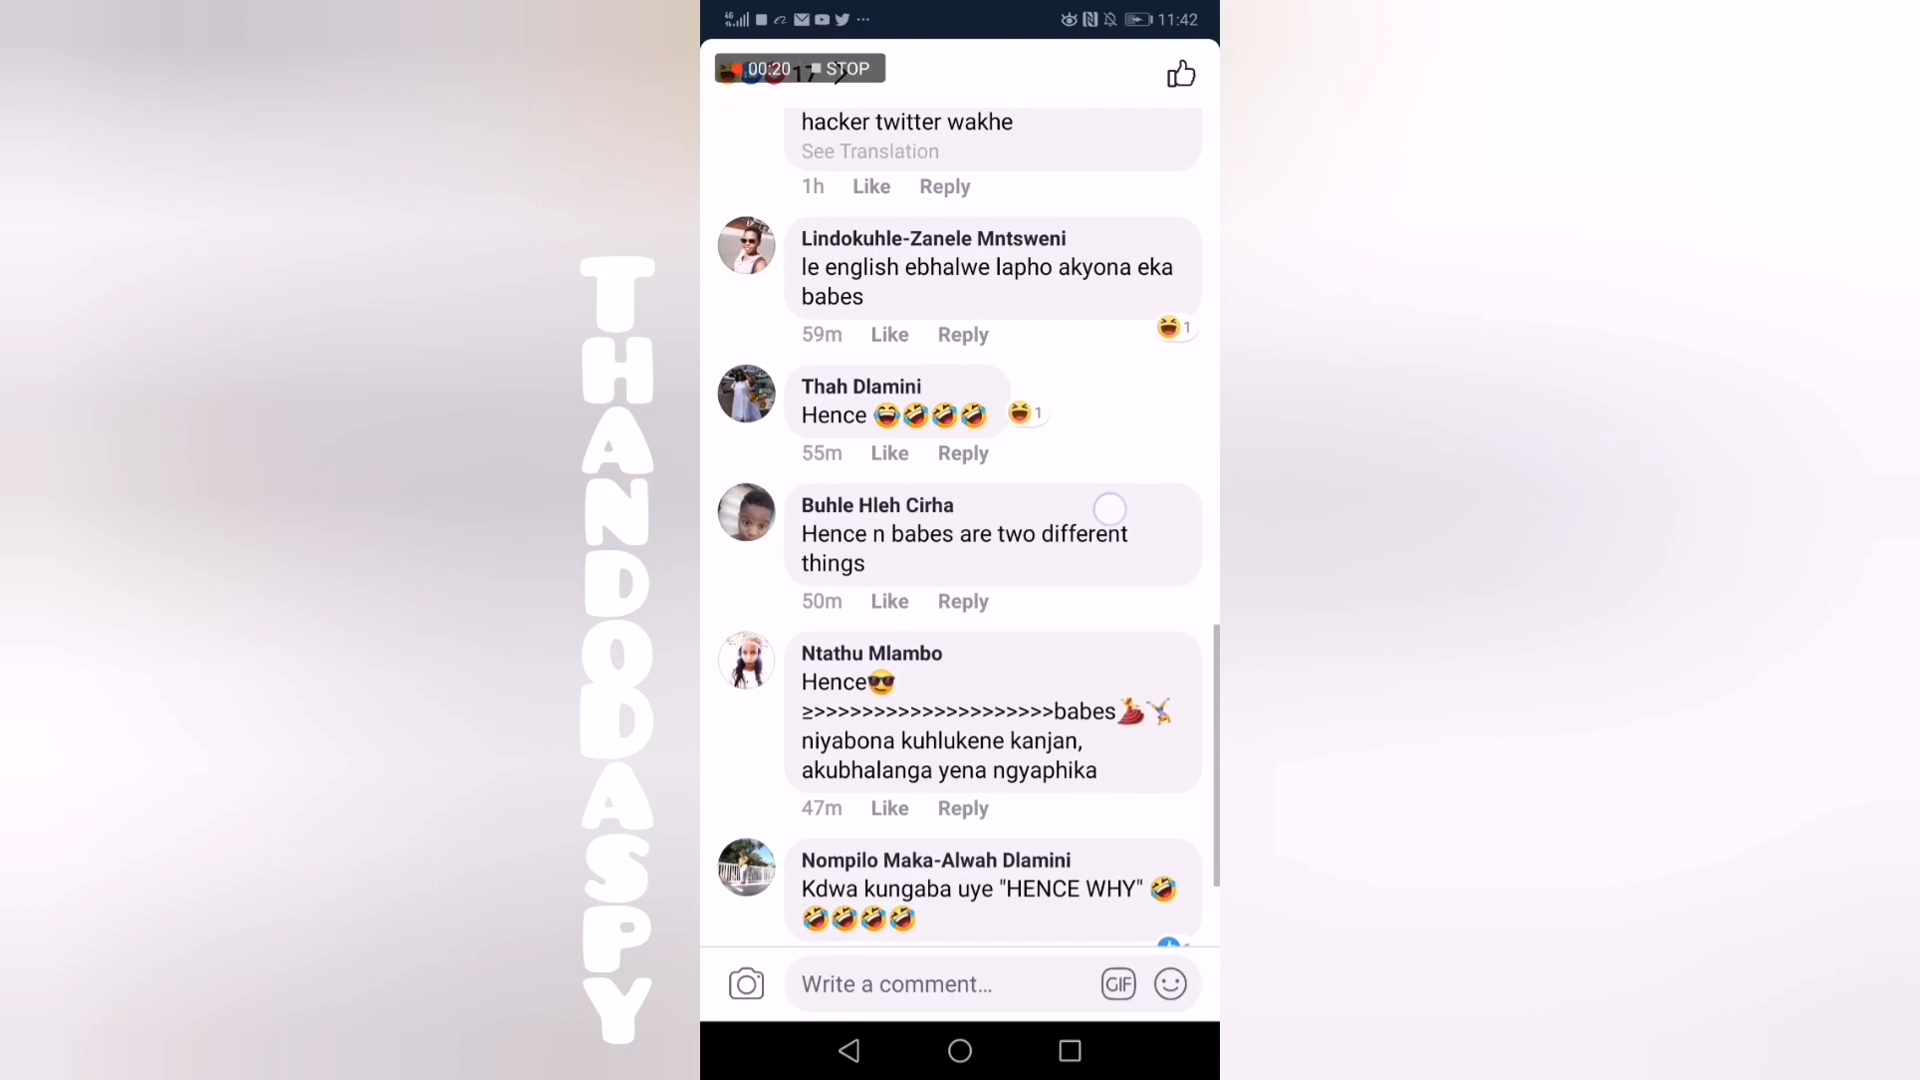 4G
11:42
00:20 STOP
17
hacker twitter wakhe
See Translation
1h Like Reply
Lindokuhle-Zanele Mntsweni
le english ebhalwe lapho akyona eka
babes
1
59m Like Reply
Thah Dlamini
Hence 😂🤣🤣🤣
1
55m Like Reply
Buhle Hleh Cirha
Hence n babes are two different
things
50m Like Reply
Ntathu Mlambo
Hence😎
≥>>>>>>>>>>>>>>>>>>>>babes💃🤸
niyabona kuhlukene kanjan,
akubhalanga yena ngyaphika
47m Like Reply
Nompilo Maka-Alwah Dlamini
Kdwa kungaba uye "HENCE WHY" 🤣
🤣🤣🤣🤣
Write a comment...
GIF
THANDODASPY